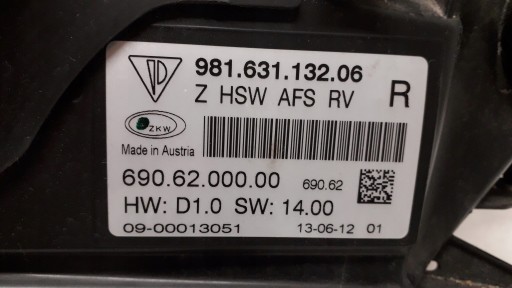 981.631.132.06
Z HSW AFS RV R
ZKW
Made in Austria
690.62.000.00 690.62
HW: D1.0 SW: 14.00
09-00013051 13-06-12 01